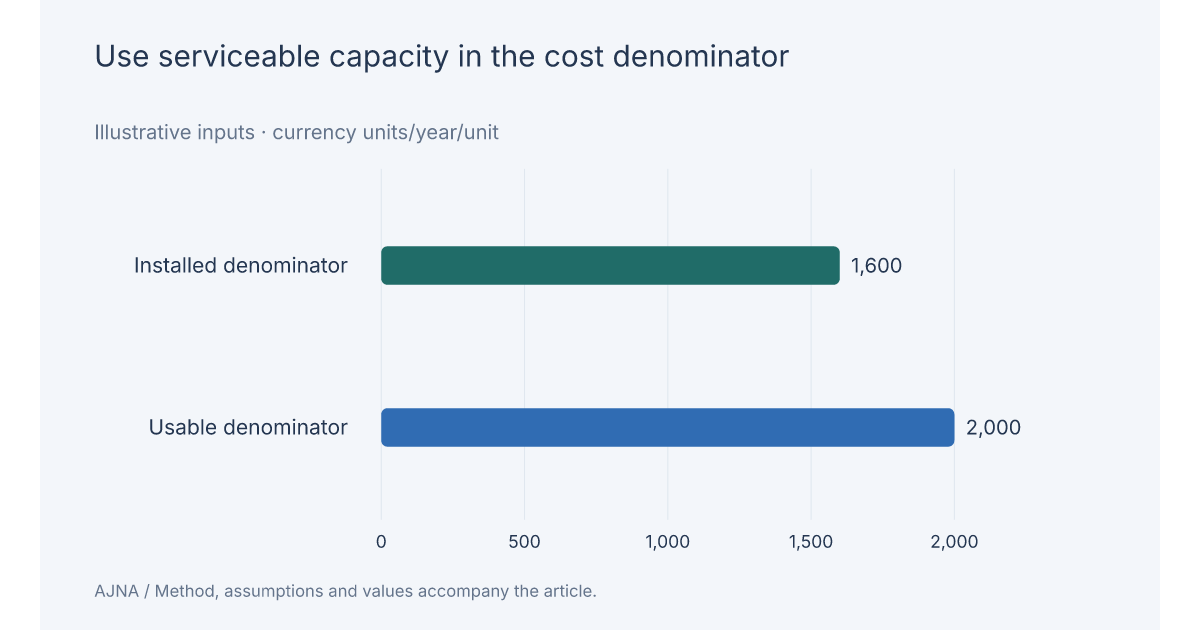 Use serviceable capacity in the cost denominator
Illustrative inputs · currency units/year/unit
Installed denominator
1,600
Usable denominator
2,000
0
500
1,000
1,500
2,000
AJNA / Method, assumptions and values accompany the article.